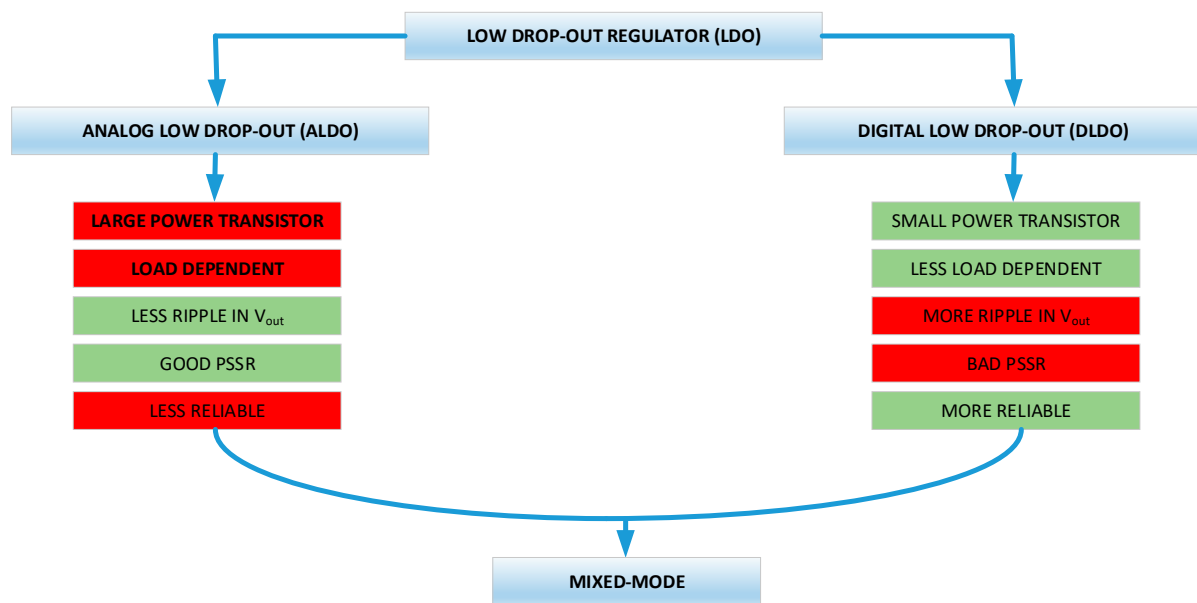 LOW DROP-OUT REGULATOR (LDO)
ANALOG LOW DROP-OUT (ALDO)
DIGITAL LOW DROP-OUT (DLDO)
LARGE POWER TRANSISTOR
LOAD DEPENDENT
LESS RIPPLE IN Vout
GOOD PSSR
LESS RELIABLE
SMALL POWER TRANSISTOR
LESS LOAD DEPENDENT
MORE RIPPLE IN Vout
BAD PSSR
MORE RELIABLE
MIXED-MODE